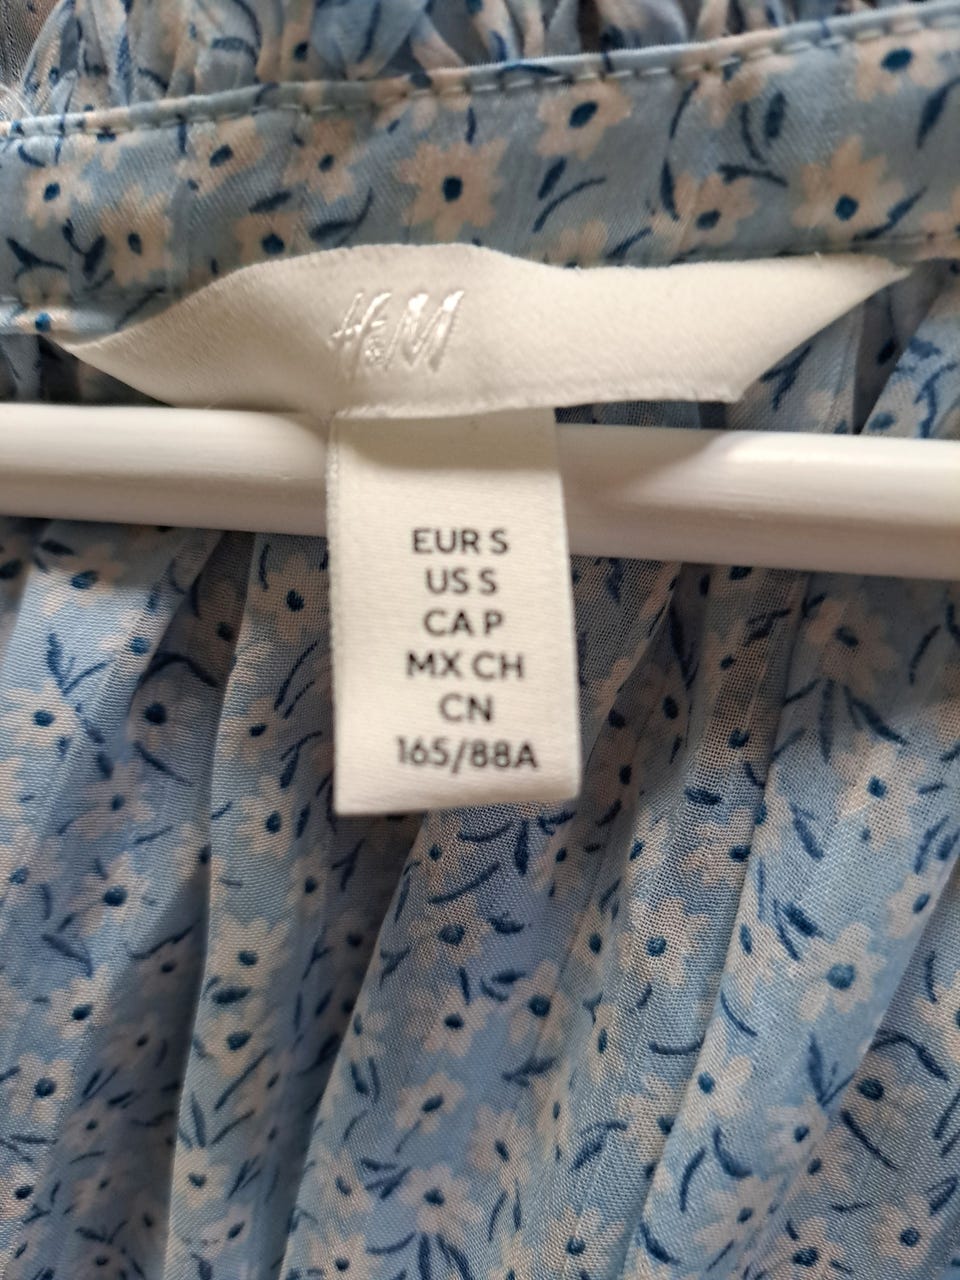 H&M
EUR S
US S
CA P
MX CH
CN
165/88A